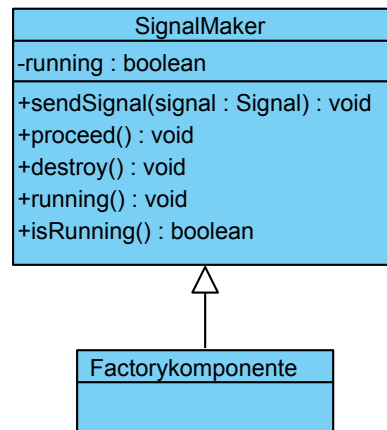 SignalMaker
-running : boolean
+sendSignal(signal : Signal) : void
+proceed() : void
+destroy() : void
+running() : void
+isRunning() : boolean
Factorykomponente